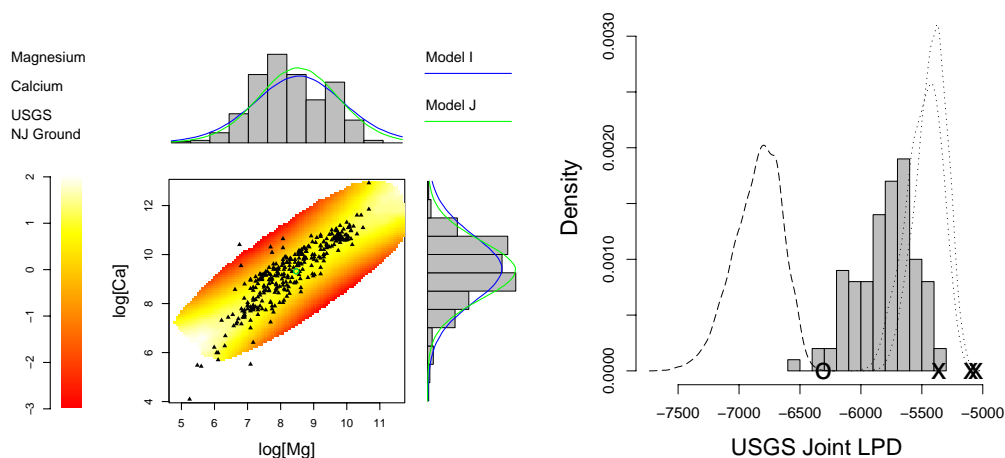 Magnesium
Calcium
USGS
NJ Ground
Model I
Model J
2
1
0
−1
−2
−3
log[Ca]
12
10
8
6
4
5 6 7 8 9 10 11
log[Mg]
Density
0.0030
0.0020
0.0010
0.0000
O X X X
−7500 −7000 −6500 −6000 −5500 −5000
USGS Joint LPD